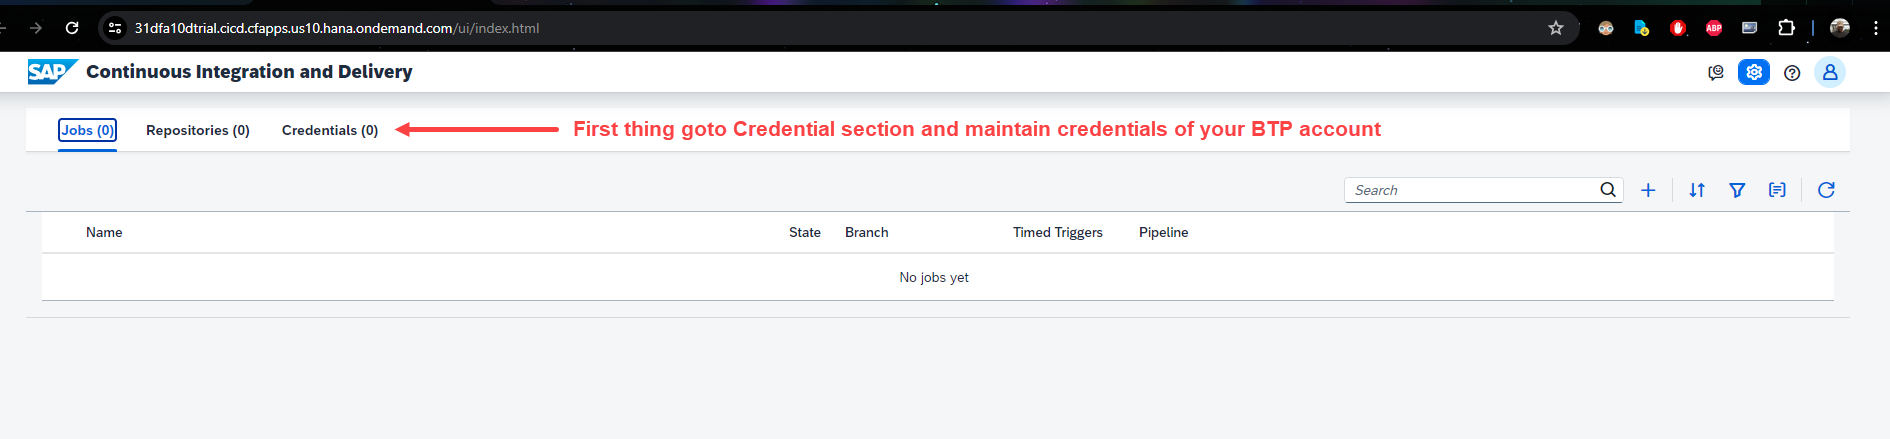 31dfa10dtrial.cicd.cfapps.us10.hana.ondemand.com/ui/index.html
ABP
SAP Continuous Integration and Delivery
Jobs (0) Repositories (0) Credentials (0) First thing goto Credential section and maintain credentials of your BTP account
Search
Name State Branch Timed Triggers Pipeline
No jobs yet